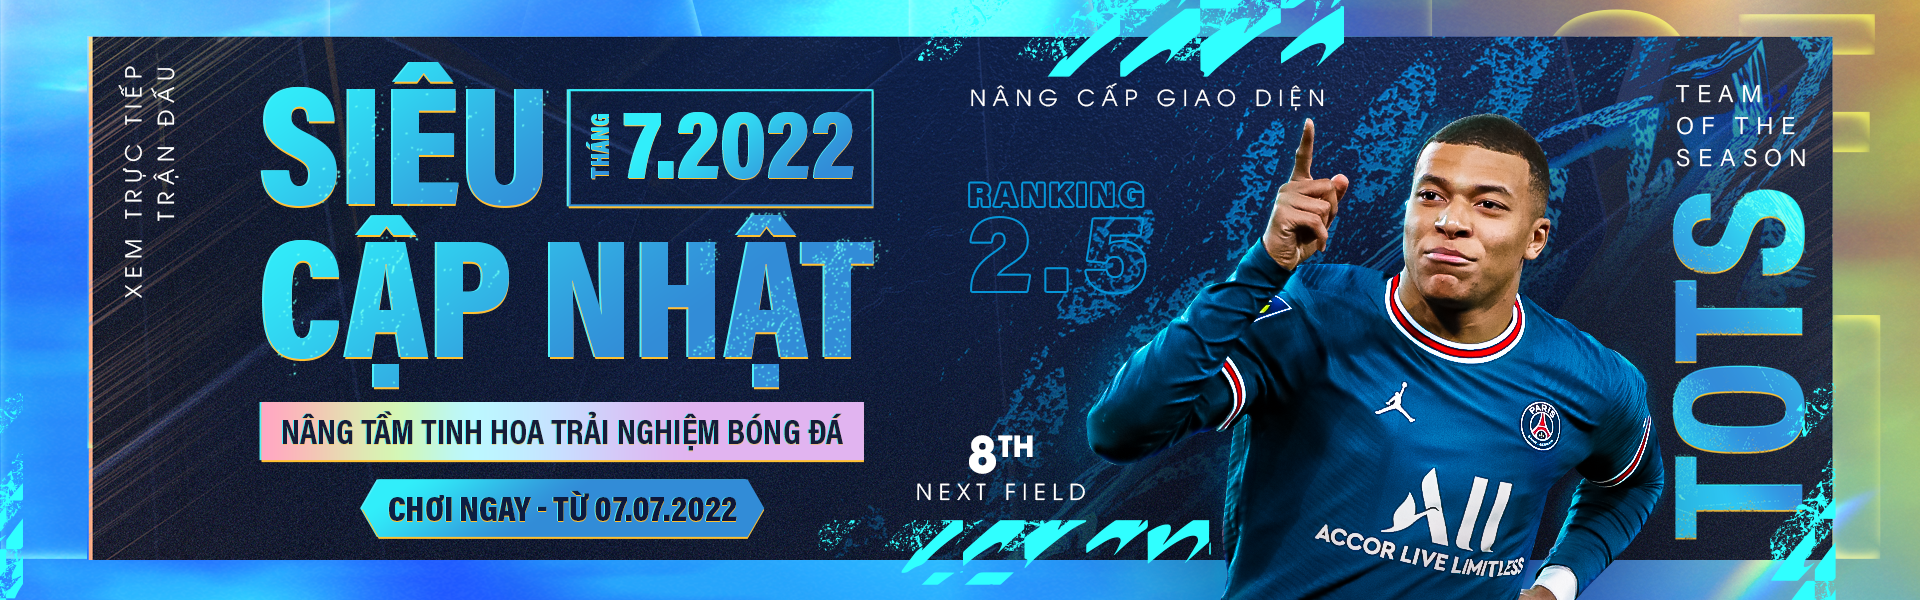 XEM TRỰC TIẾP
TRẬN ĐẤU
SIÊU
THÁNG
7.2022
CẬP NHẬT
NÂNG TẦM TINH HOA TRẢI NGHIỆM BÓNG ĐÁ
CHƠI NGAY - TỪ 07.07.2022
NÂNG CẤP GIAO DIỆN
RANKING
2.5
8TH
NEXT FIELD
PARIS
All
ACCOR LIVE LIMITLESS
TEAM
OF THE
SEASON
TOTS